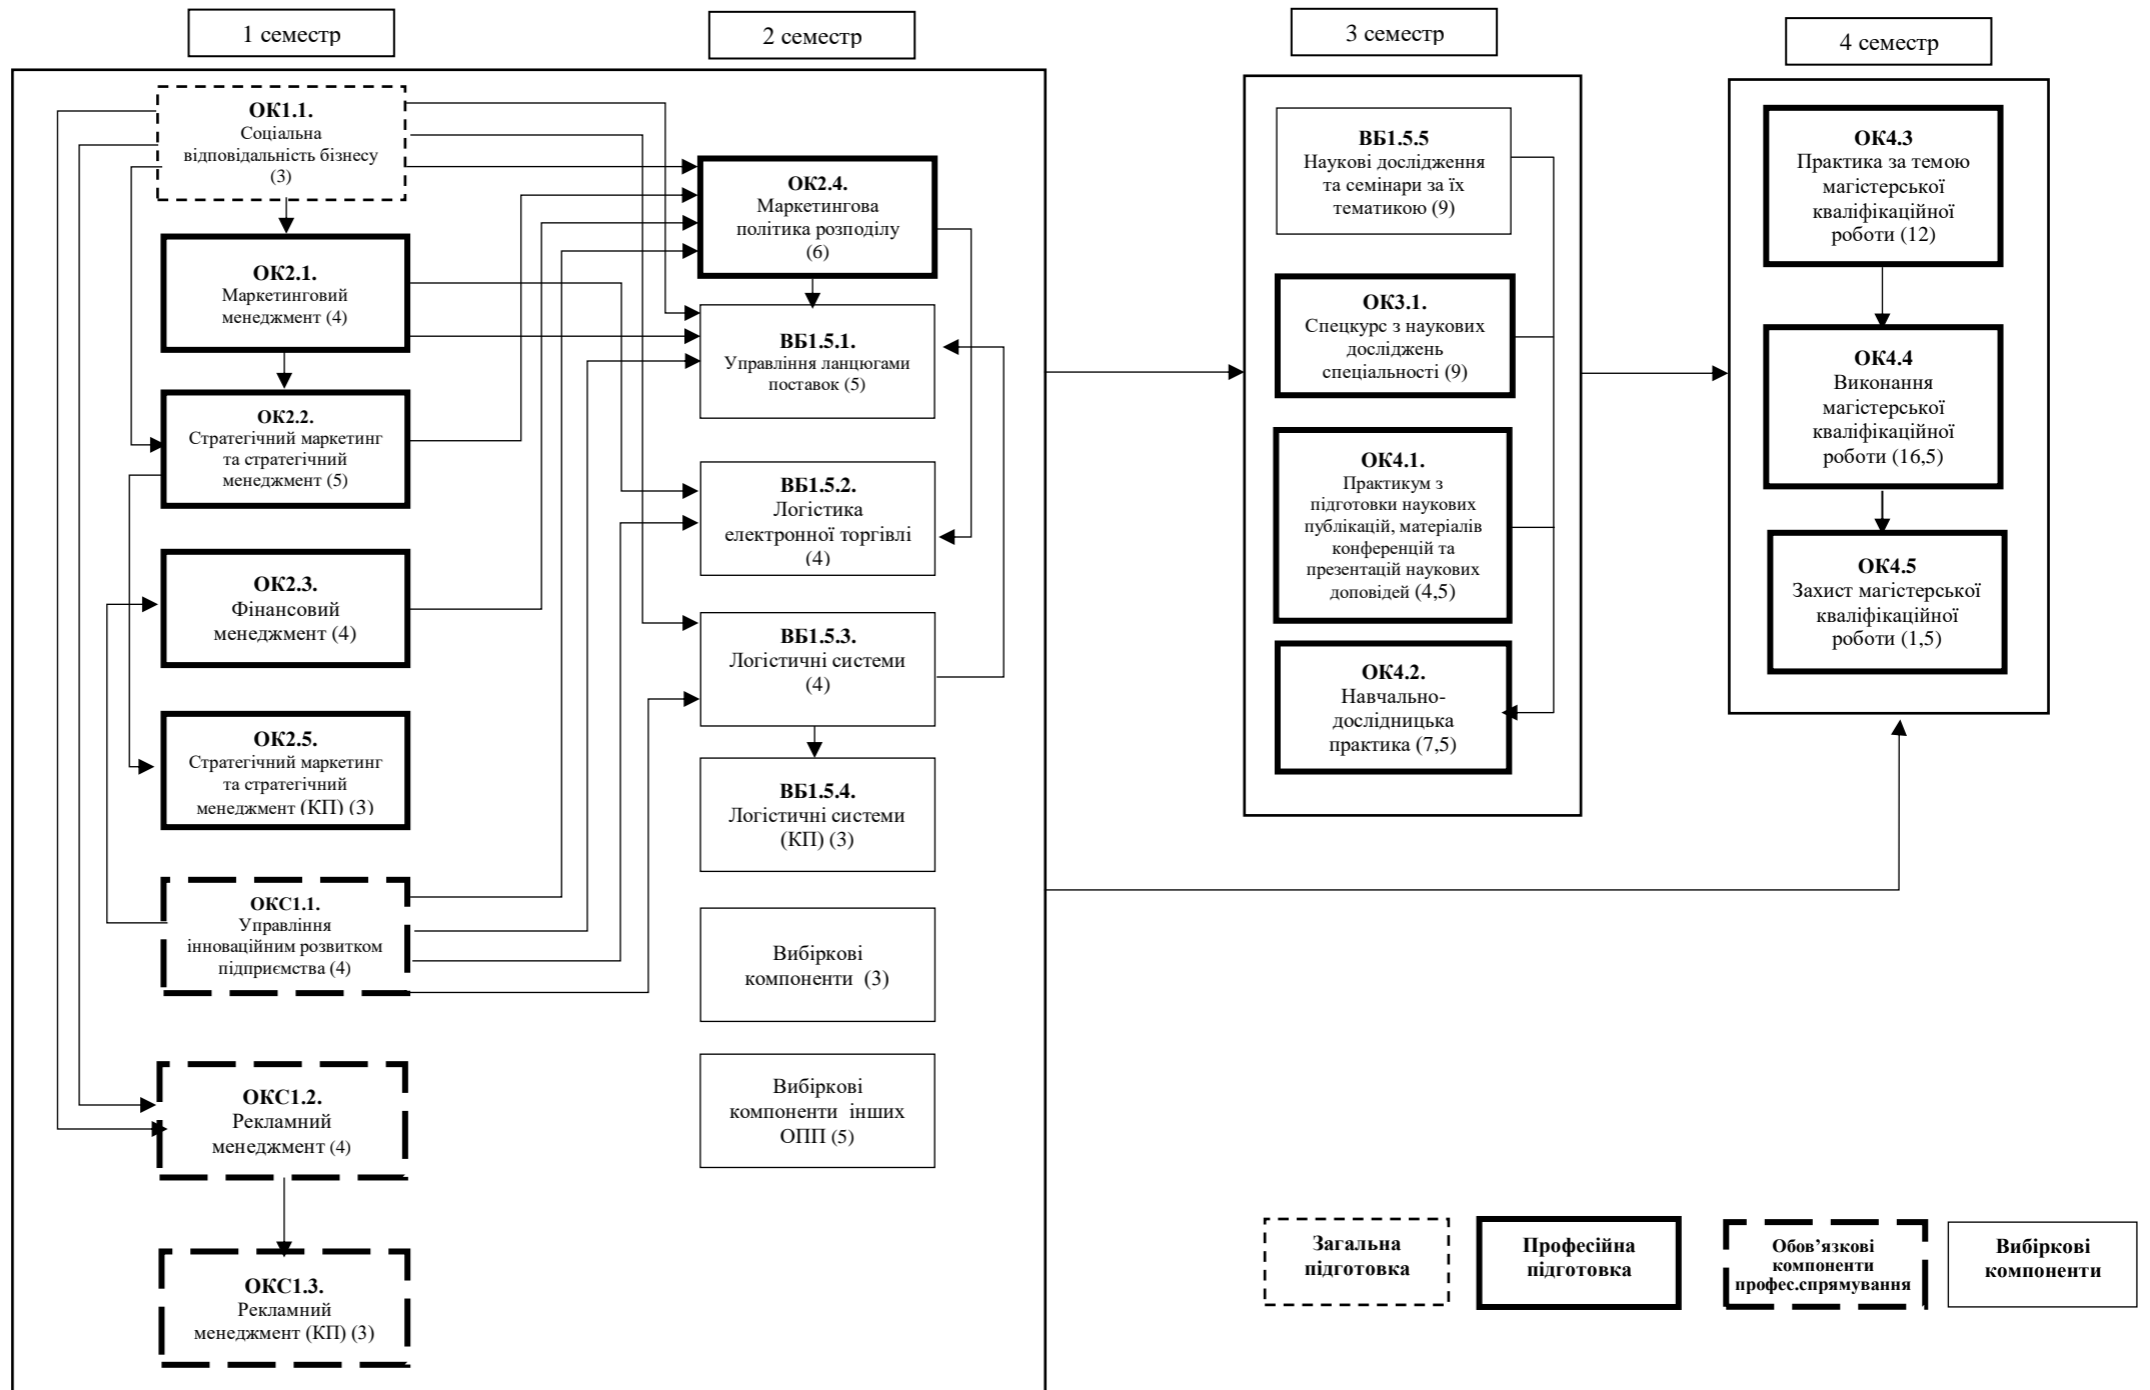 1 семестр
2 семестр
3 семестр
4 семестр
ОК1.1.
Соціальна
відповідальність бізнесу
(3)
ОК2.1.
Маркетинговий
менеджмент (4)
ОК2.2.
Стратегічний маркетинг
та стратегічний
менеджмент (5)
ОК2.3.
Фінансовий
менеджмент (4)
ОК2.5.
Стратегічний маркетинг
та стратегічний
менеджмент (КП) (3)
ОКС1.1.
Управління
інноваційним розвитком
підприємства (4)
ОКС1.2.
Рекламний
менеджмент (4)
ОКС1.3.
Рекламний
менеджмент (КП) (3)
ОК2.4.
Маркетингова
політика розподілу
(6)
ВБ1.5.1.
Управління ланцюгами
поставок (5)
ВБ1.5.2.
Логістика
електронної торгівлі
(4)
ВБ1.5.3.
Логістичні системи
(4)
ВБ1.5.4.
Логістичні системи
(КП) (3)
Вибіркові
компоненти (3)
Вибіркові
компоненти інших
ОПП (5)
ВБ1.5.5
Наукові дослідження
та семінари за їх
тематикою (9)
ОК3.1.
Спецкурс з наукових
досліджень
спеціальності (9)
ОК4.1.
Практикум з
підготовки наукових
публікацій, матеріалів
конференцій та
презентацій наукових
доповідей (4,5)
ОК4.2.
Навчально-
дослідницька
практика (7,5)
ОК4.3
Практика за темою
магістерської
кваліфікаційної
роботи (12)
ОК4.4
Виконання
магістерської
кваліфікаційної
роботи (16,5)
ОК4.5
Захист магістерської
кваліфікаційної
роботи (1,5)
Загальна
підготовка
Професійна
підготовка
Обов’язкові
компоненти
профес.спрямування
Вибіркові
компоненти